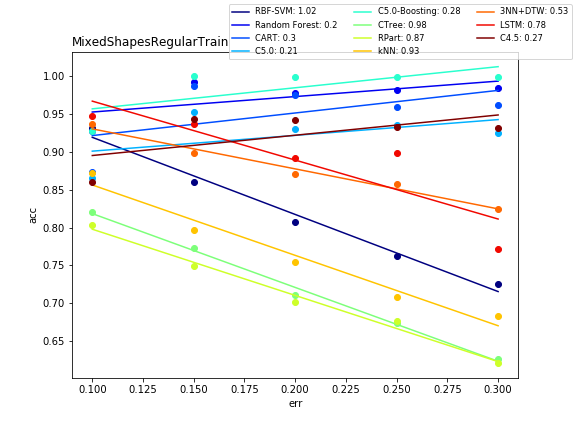 RBF-SVM: 1.02
Random Forest: 0.2
CART: 0.3
C5.0: 0.21
C5.0-Boosting: 0.28
CTree: 0.98
RPart: 0.87
kNN: 0.93
3NN+DTW: 0.53
LSTM: 0.78
C4.5: 0.27
MixedShapesRegularTrain
acc
1.00
0.95
0.90
0.85
0.80
0.75
0.70
0.65
0.100 0.125 0.150 0.175 0.200 0.225 0.250 0.275 0.300
err